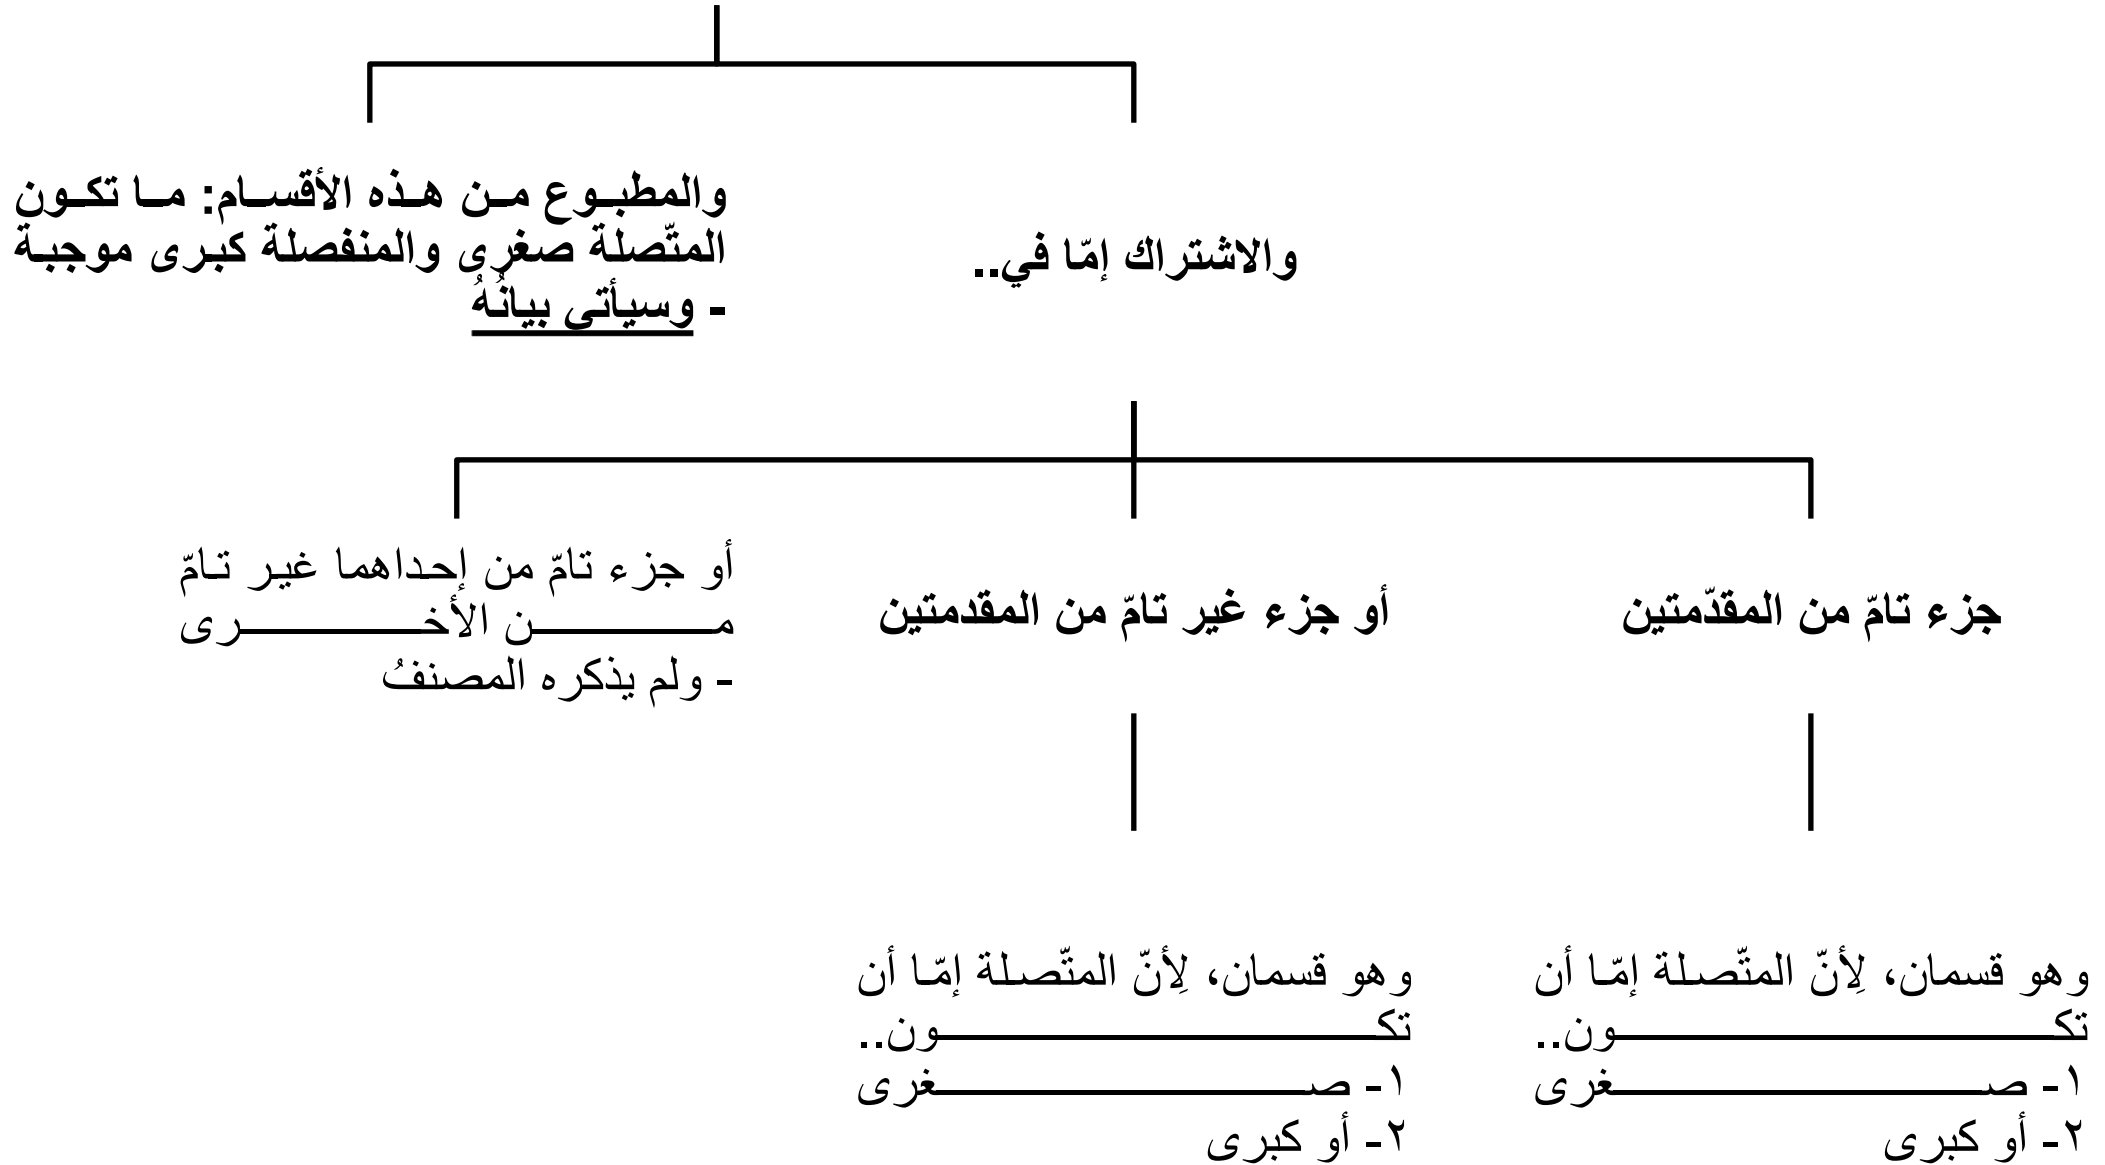 والاشتراك إمّا في..
والمطبوع من هذه الأقسام: ما تكون
المتّصلة صغرى والمنفصلة كبرى موجبة
- وسيأتي بيانُهُ
جزء تامّ من المقدّمتين
أو جزء غير تامّ من المقدمتين
أو جزء تامّ من إحداهما غير تامّ
من الأخرى
- ولم يذكره المصنفُ
وهو قسمان، لِأنّ المتّصلة إمّا أن
تكون..
١- صغرى
٢- أو كبرى
وهو قسمان، لِأنّ المتّصلة إمّا أن
تكون..
١- صغرى
٢- أو كبرى